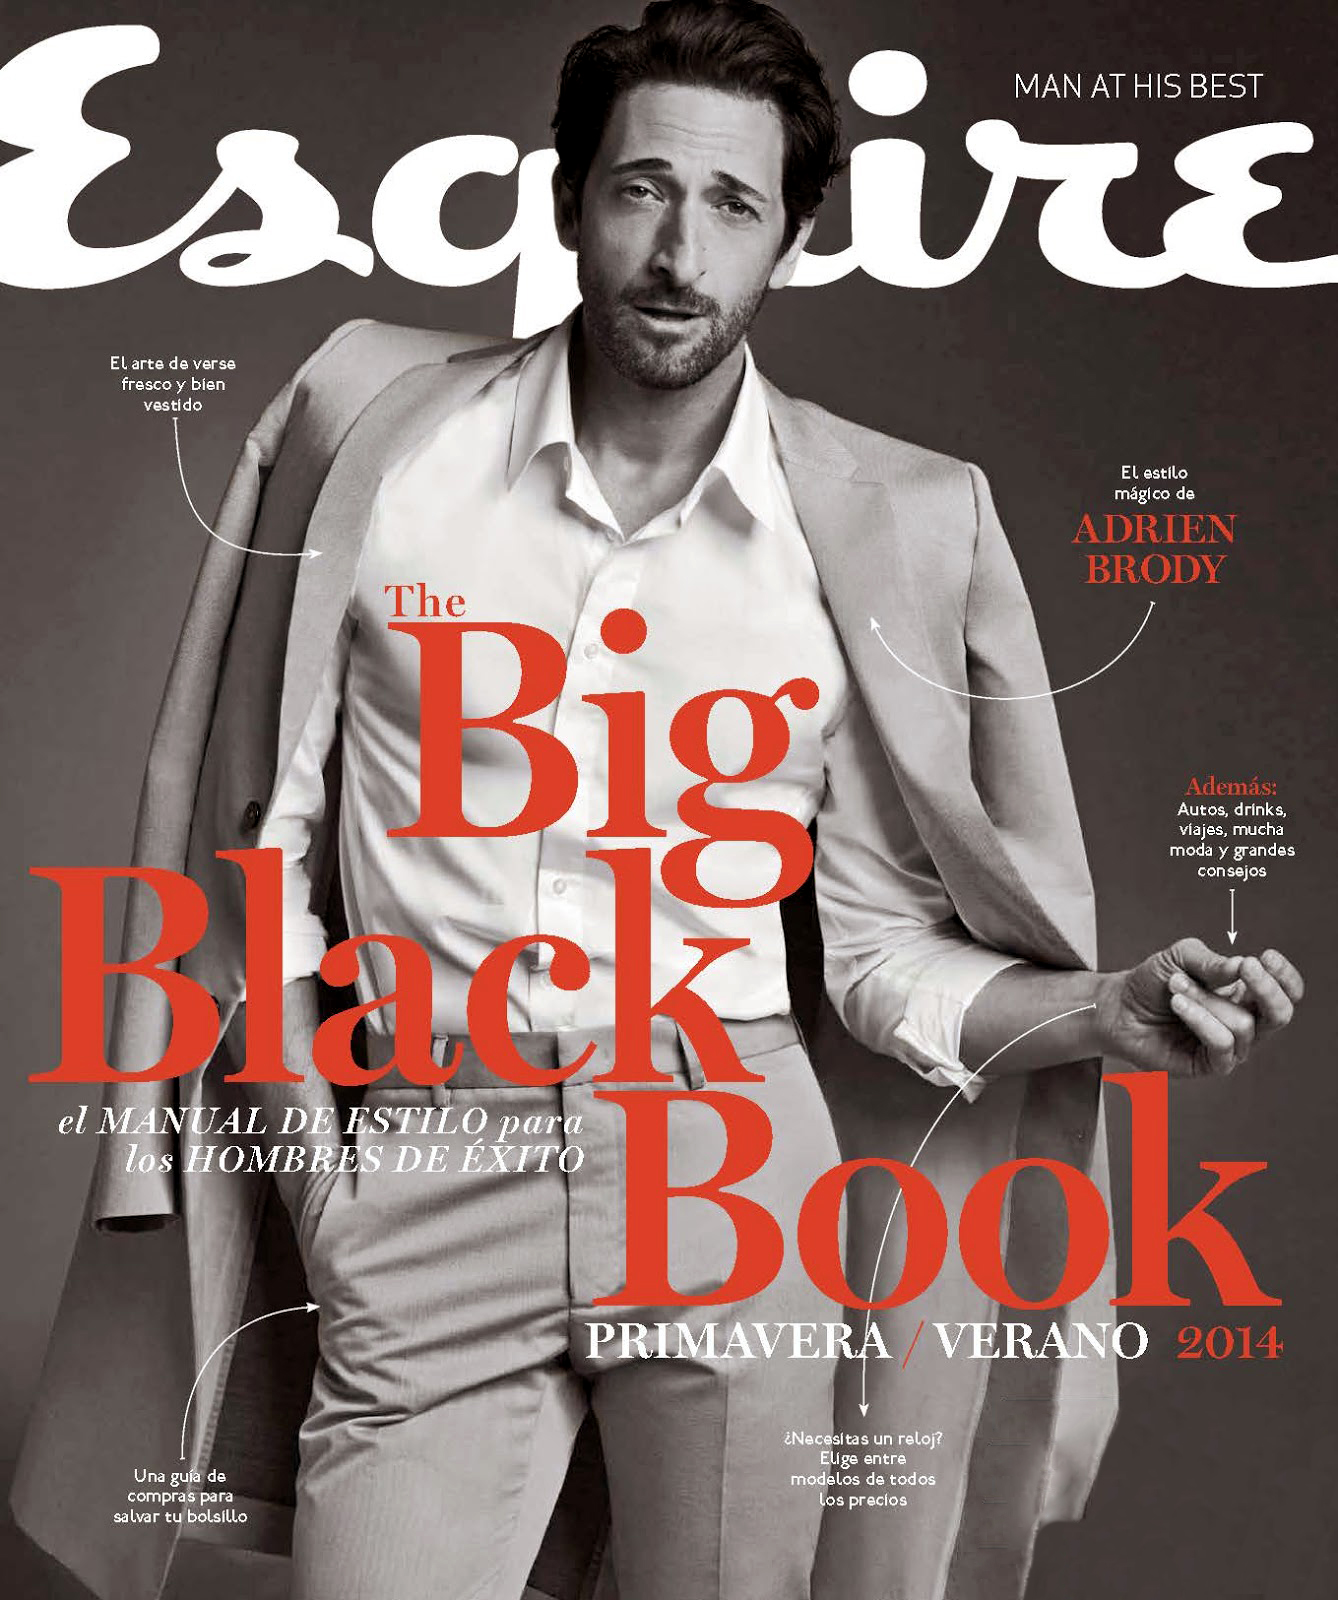 Esquire
MAN AT HIS BEST
El arte de verse
fresco y bien
vestido
El estilo
mágico de
ADRIEN
BRODY
The
Big
Black
Book
Además:
Autos, drinks,
viajes, mucha
moda y grandes
consejos
el MANUAL DE ESTILO para
los HOMBRES DE ÉXITO
PRIMAVERA / VERANO 2014
Una guía de
compras para
salvar tu bolsillo
¿Necesitas un reloj?
Elige entre
modelos de todos
los precios